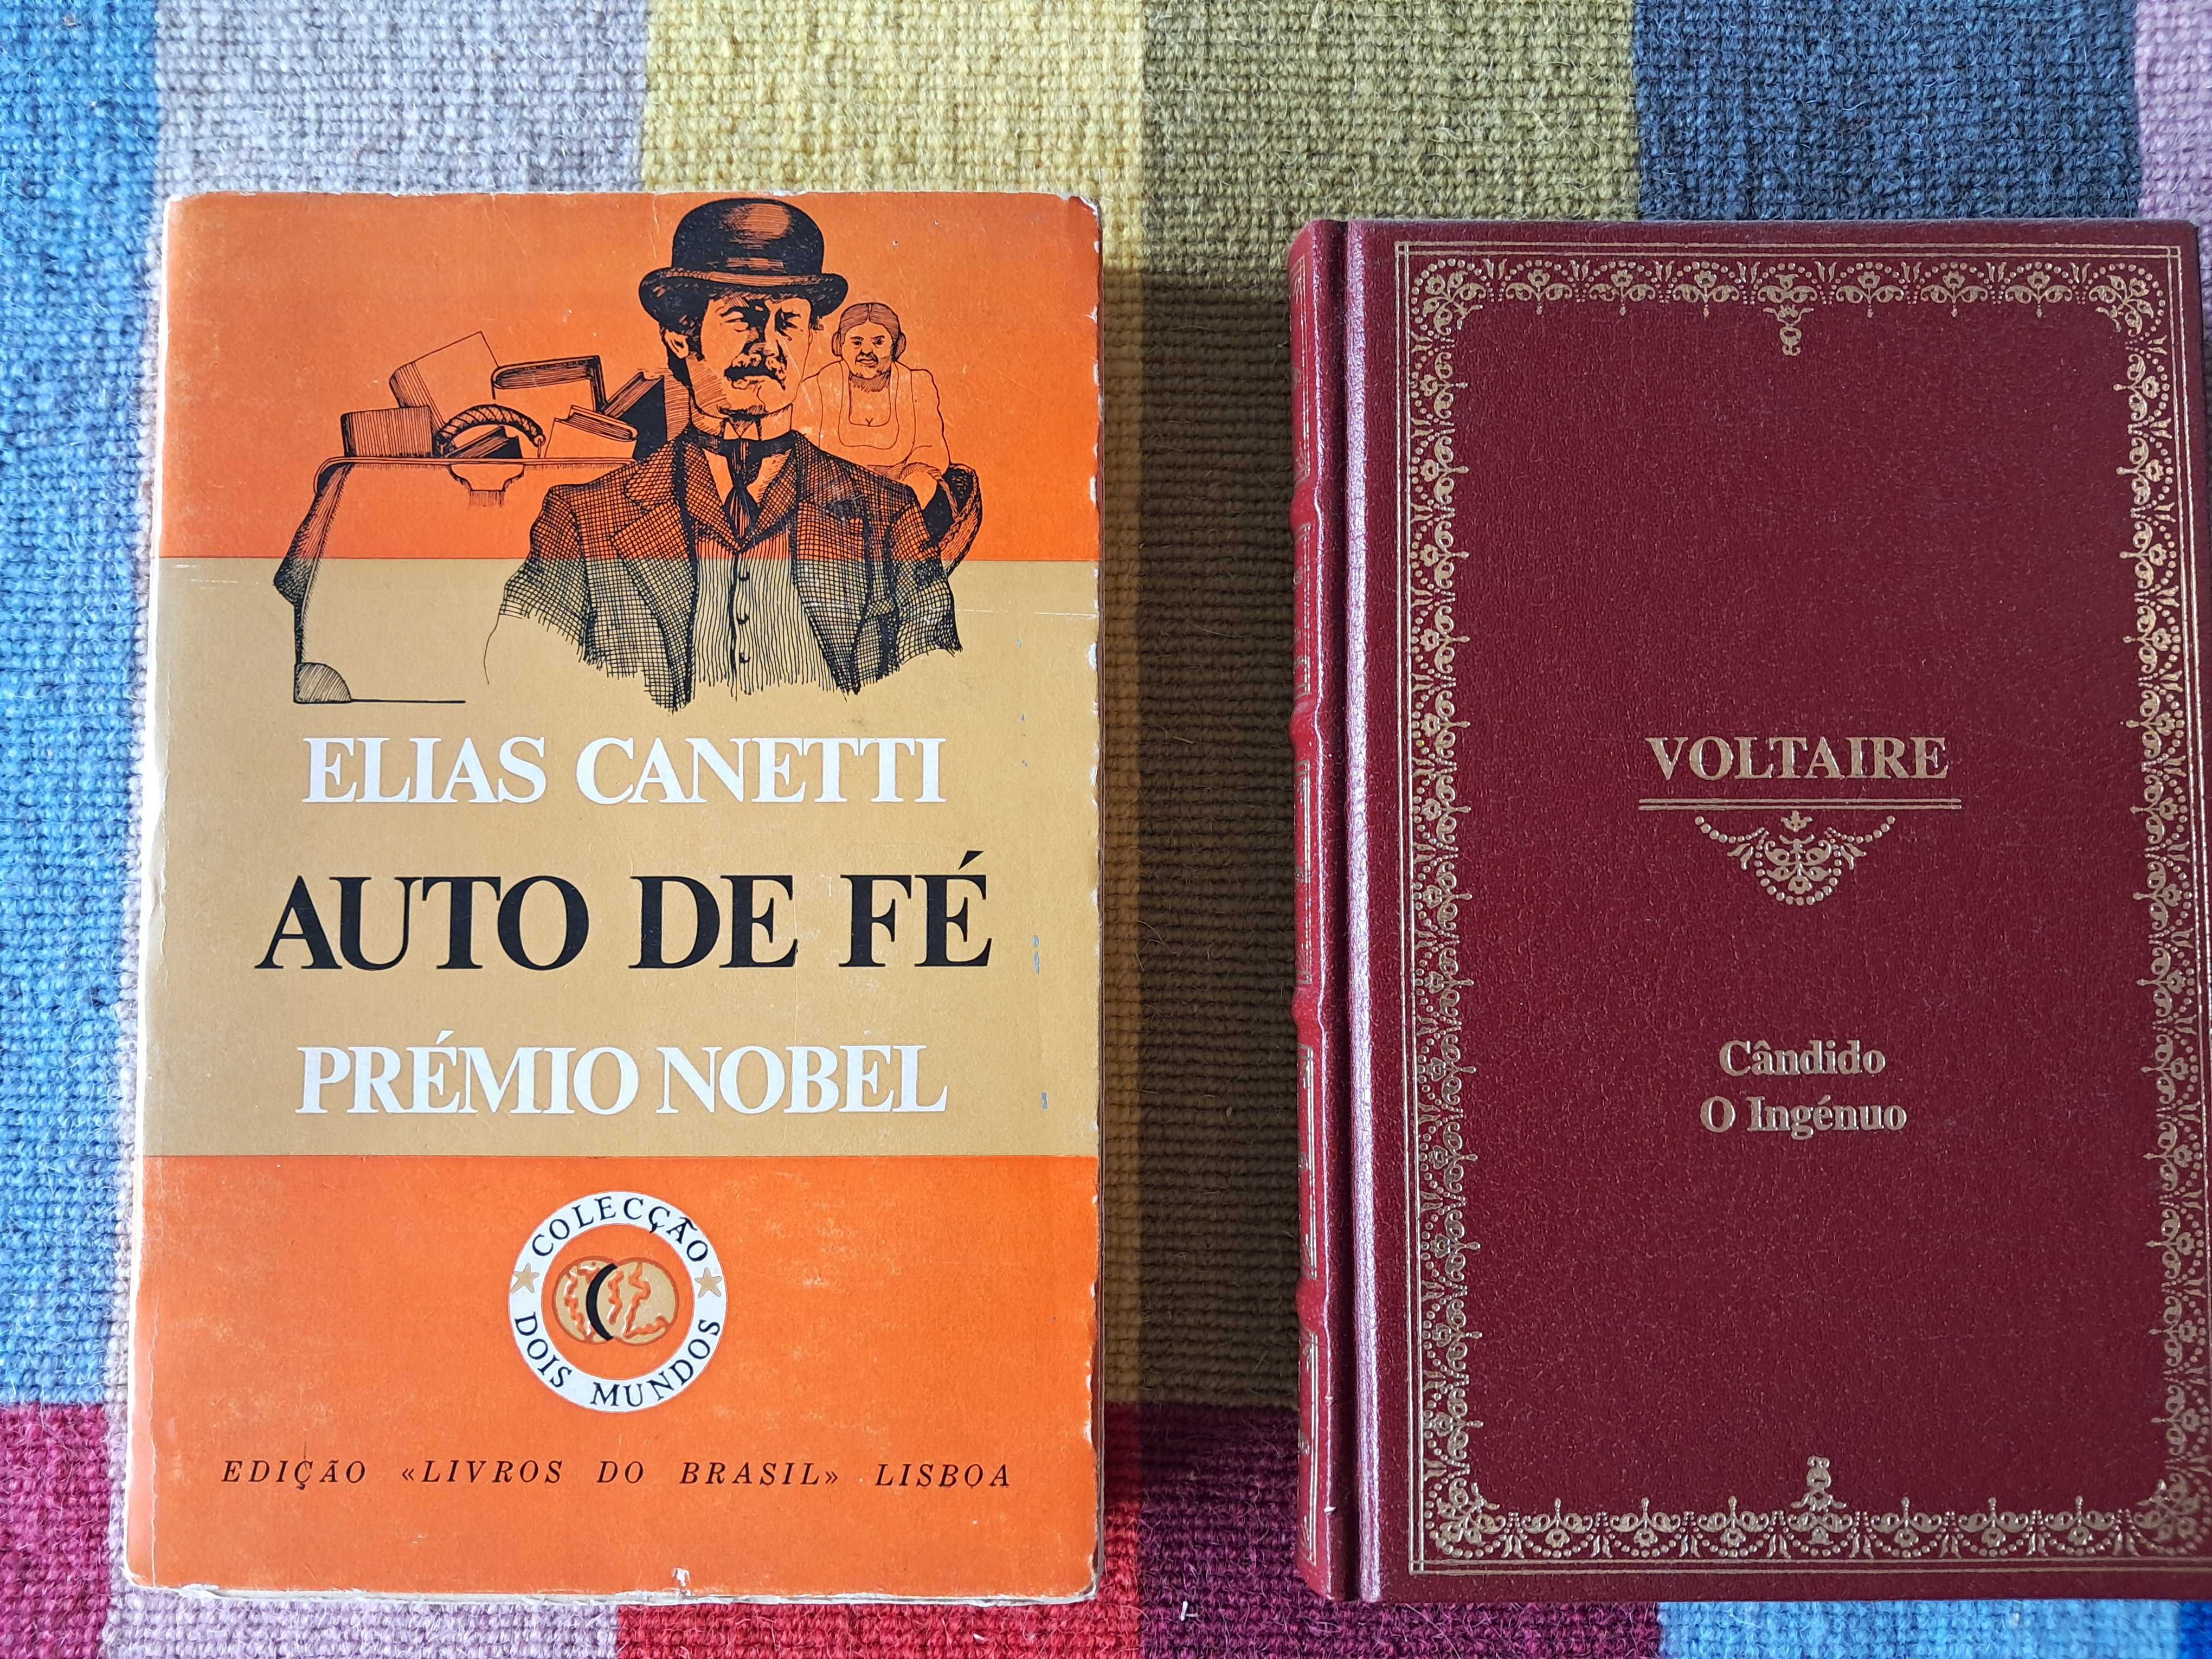 ELIAS CANETTI
AUTO DE FÉ
PRÉMIO NOBEL
COLECÇÃO
DOIS MUNDOS
EDIÇÃO «LIVROS DO BRASIL» LISBOA
VOLTAIRE
Cândido
O Ingénuo